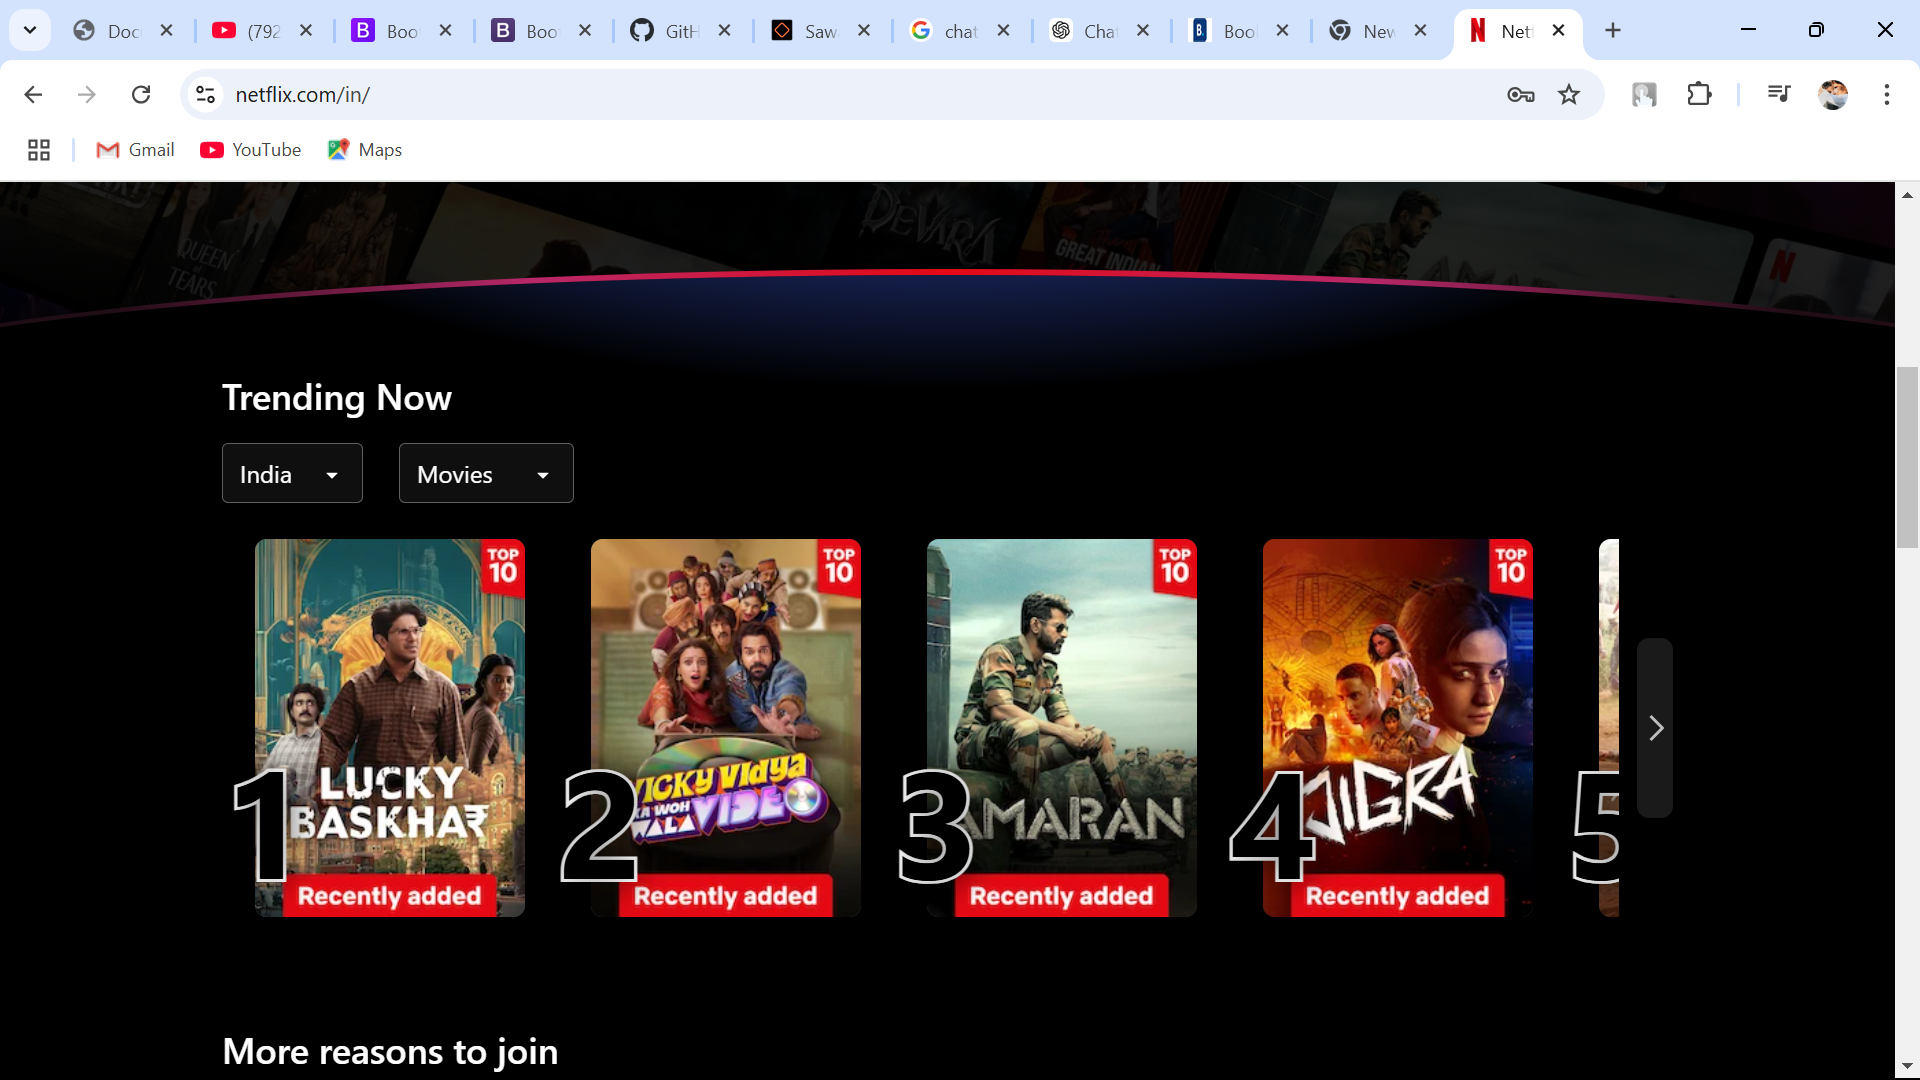 Doc
(792
Boo
Boo
GitH
Saw
chat
Chat
Boo
New
Netf
netflix.com/in/
Gmail
YouTube
Maps
QUEEN
of
TEARS
DEVARA
GREAT INDIAN
N
Trending Now
India
Movies
TOP
10
LUCKY
BASKHA₹
1
Recently added
TOP
10
VICKY VIDYA
KA WOH
WALA VIDEO
2
Recently added
TOP
10
AMARAN
3
Recently added
TOP
10
JIGRA
4
Recently added
5
More reasons to join